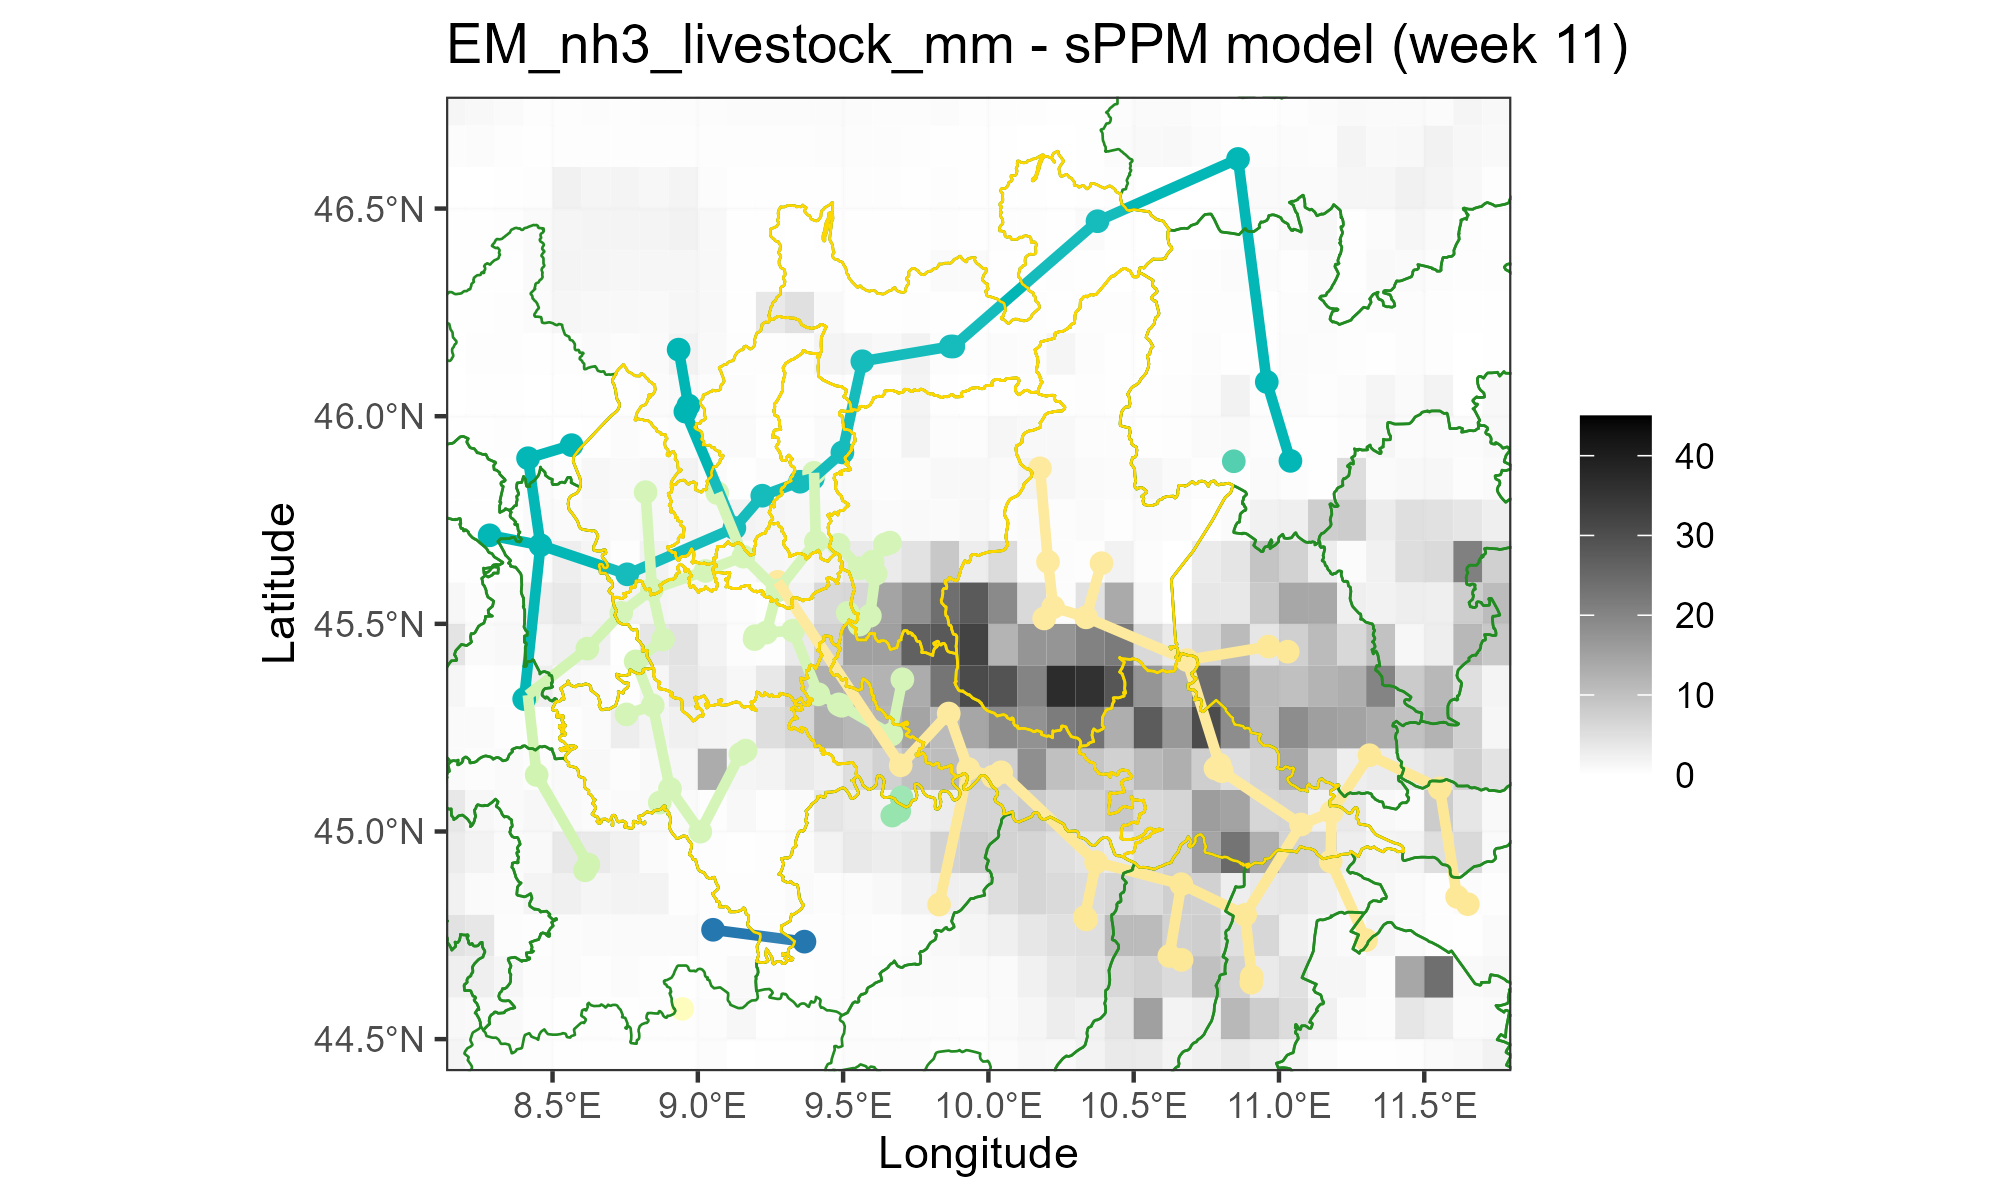 EM_nh3_livestock_mm - sPPM model (week 11)
Latitude
46.5°N
46.0°N
45.5°N
45.0°N
44.5°N
8.5°E
9.0°E
9.5°E
10.0°E
10.5°E
11.0°E
11.5°E
Longitude
40
30
20
10
0